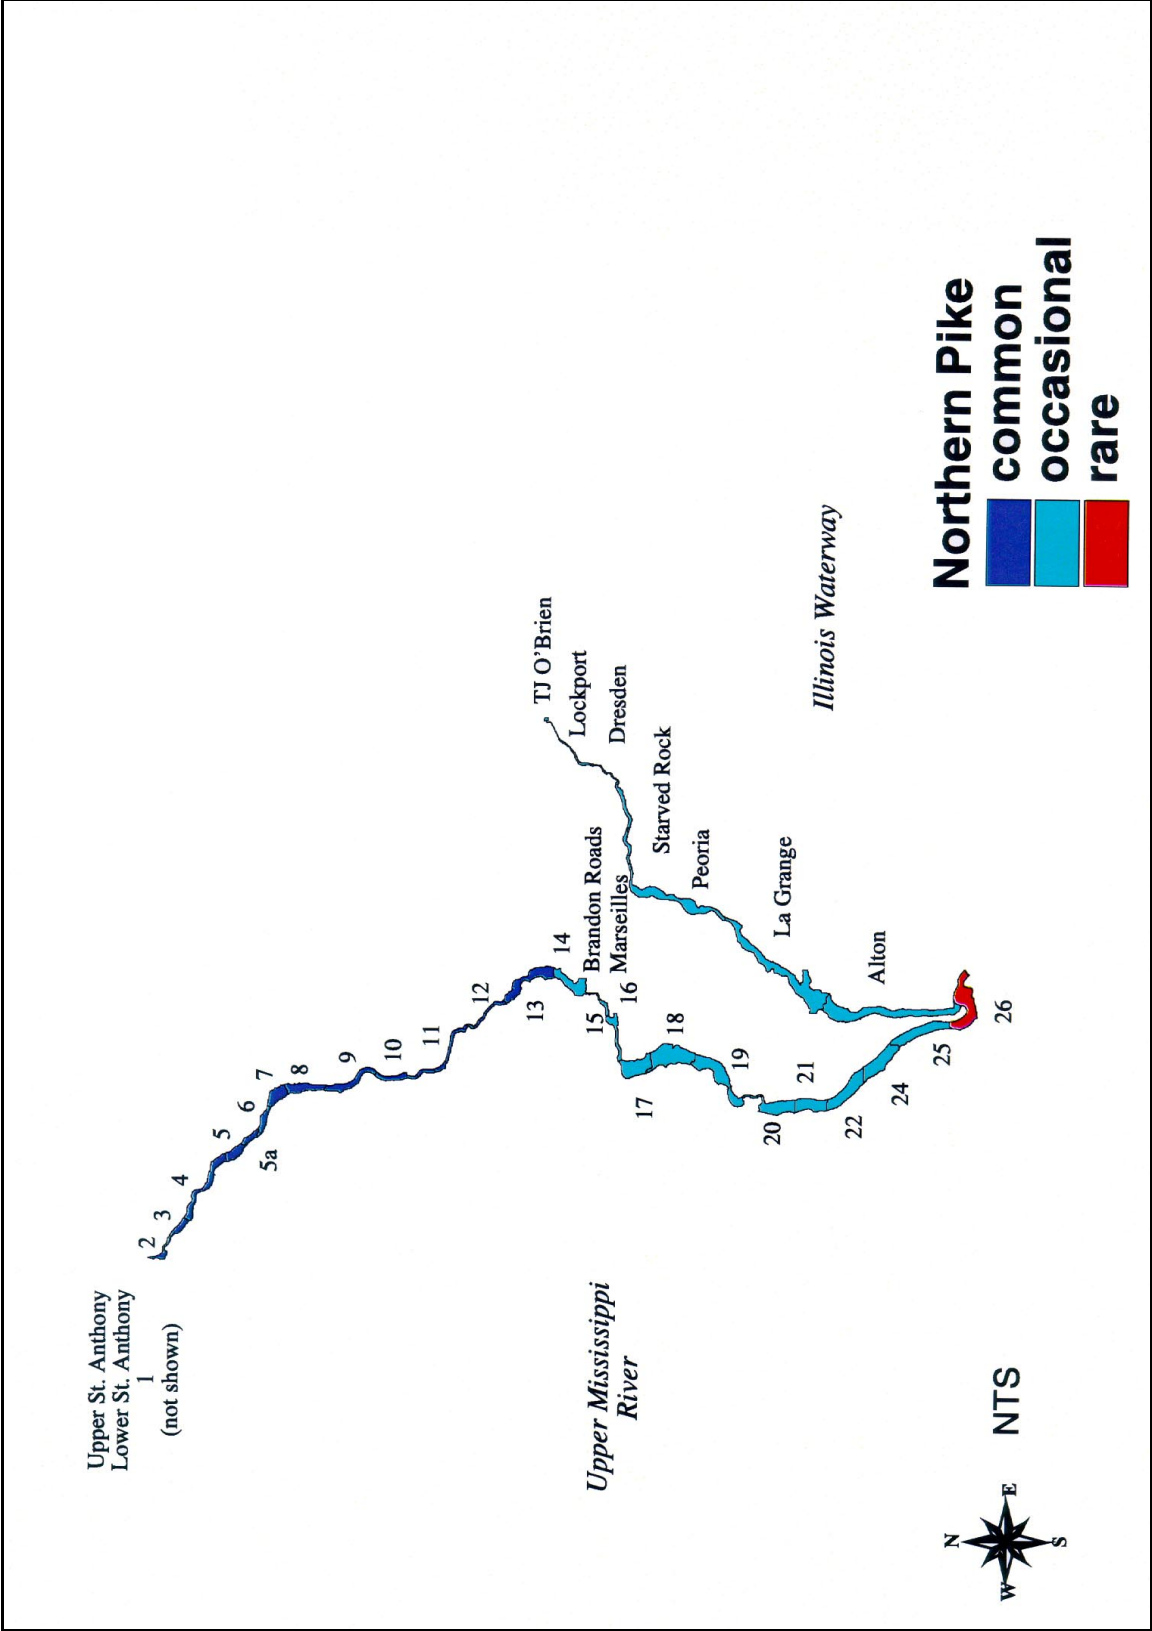 Upper St. Anthony
Lower St. Anthony
1
(not shown)
2
3
4
5
5a
6
7
8
9
10
11
12
13
14
Brandon Roads
Marseilles
15
16
17
18
19
20
21
22
24
25
26
TJ O'Brien
Lockport
Dresden
Starved Rock
Peoria
La Grange
Alton
Upper Mississippi
River
Illinois Waterway
N
W
E
S
NTS
Northern Pike
common
occasional
rare